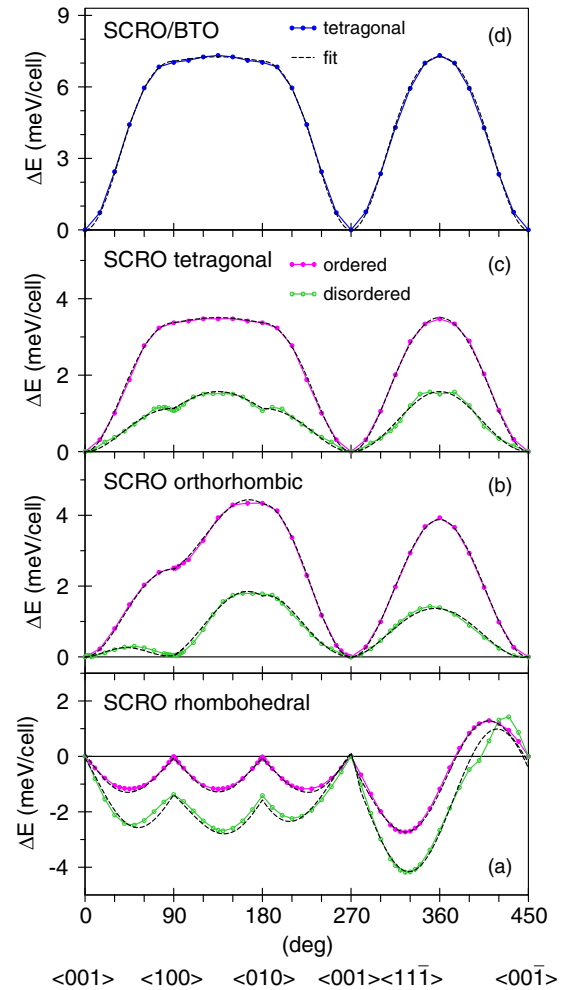 SCRO/BTO
tetragonal
fit
(d)
ΔE (meV/cell)
9
6
3
0
SCRO tetragonal
ordered
disordered
(c)
ΔE (meV/cell)
4
2
0
SCRO orthorhombic
(b)
ΔE (meV/cell)
4
2
0
SCRO rhombohedral
(a)
ΔE (meV/cell)
2
0
-2
-4
0 90 180 270 360 450
(deg)
<001> <100> <010> <001> <111̅> <001̅>